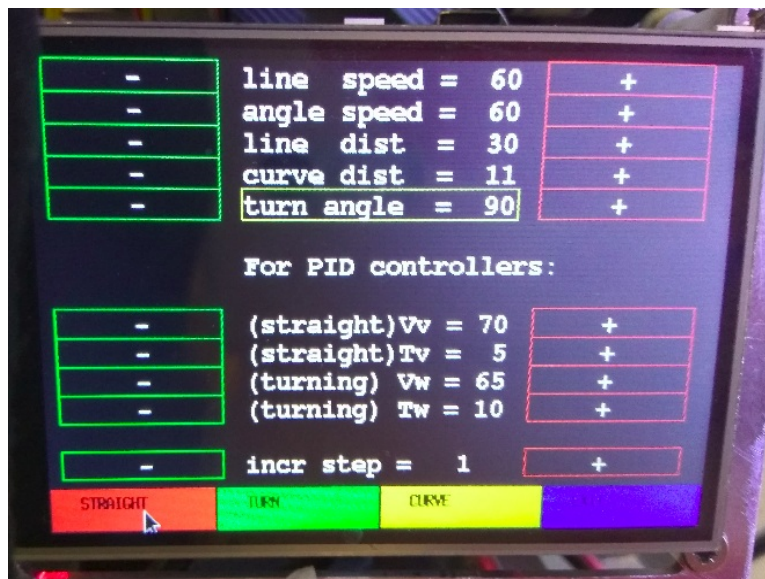 - line speed = 60 +
- angle speed = 60 +
- line dist = 30 +
- curve dist = 11 +
- turn angle = 90 +
For PID controllers:
- (straight)Vv = 70 +
- (straight)Tv = 5 +
- (turning) Vw = 65 +
- (turning) Tw = 10 +
- incr step = 1 +
STRAIGHT TURN CURVE